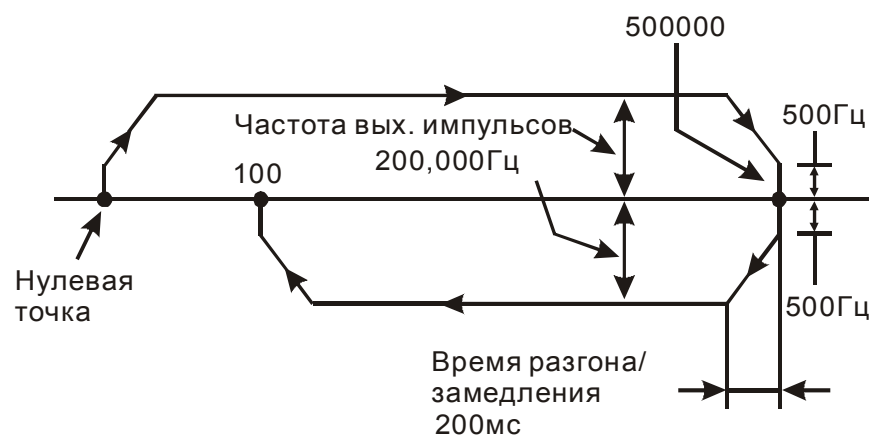 500000
500Гц
Частота вых. импульсов
200,000Гц
100
Нулевая
точка
500Гц
Время разгона/
замедления
200мс